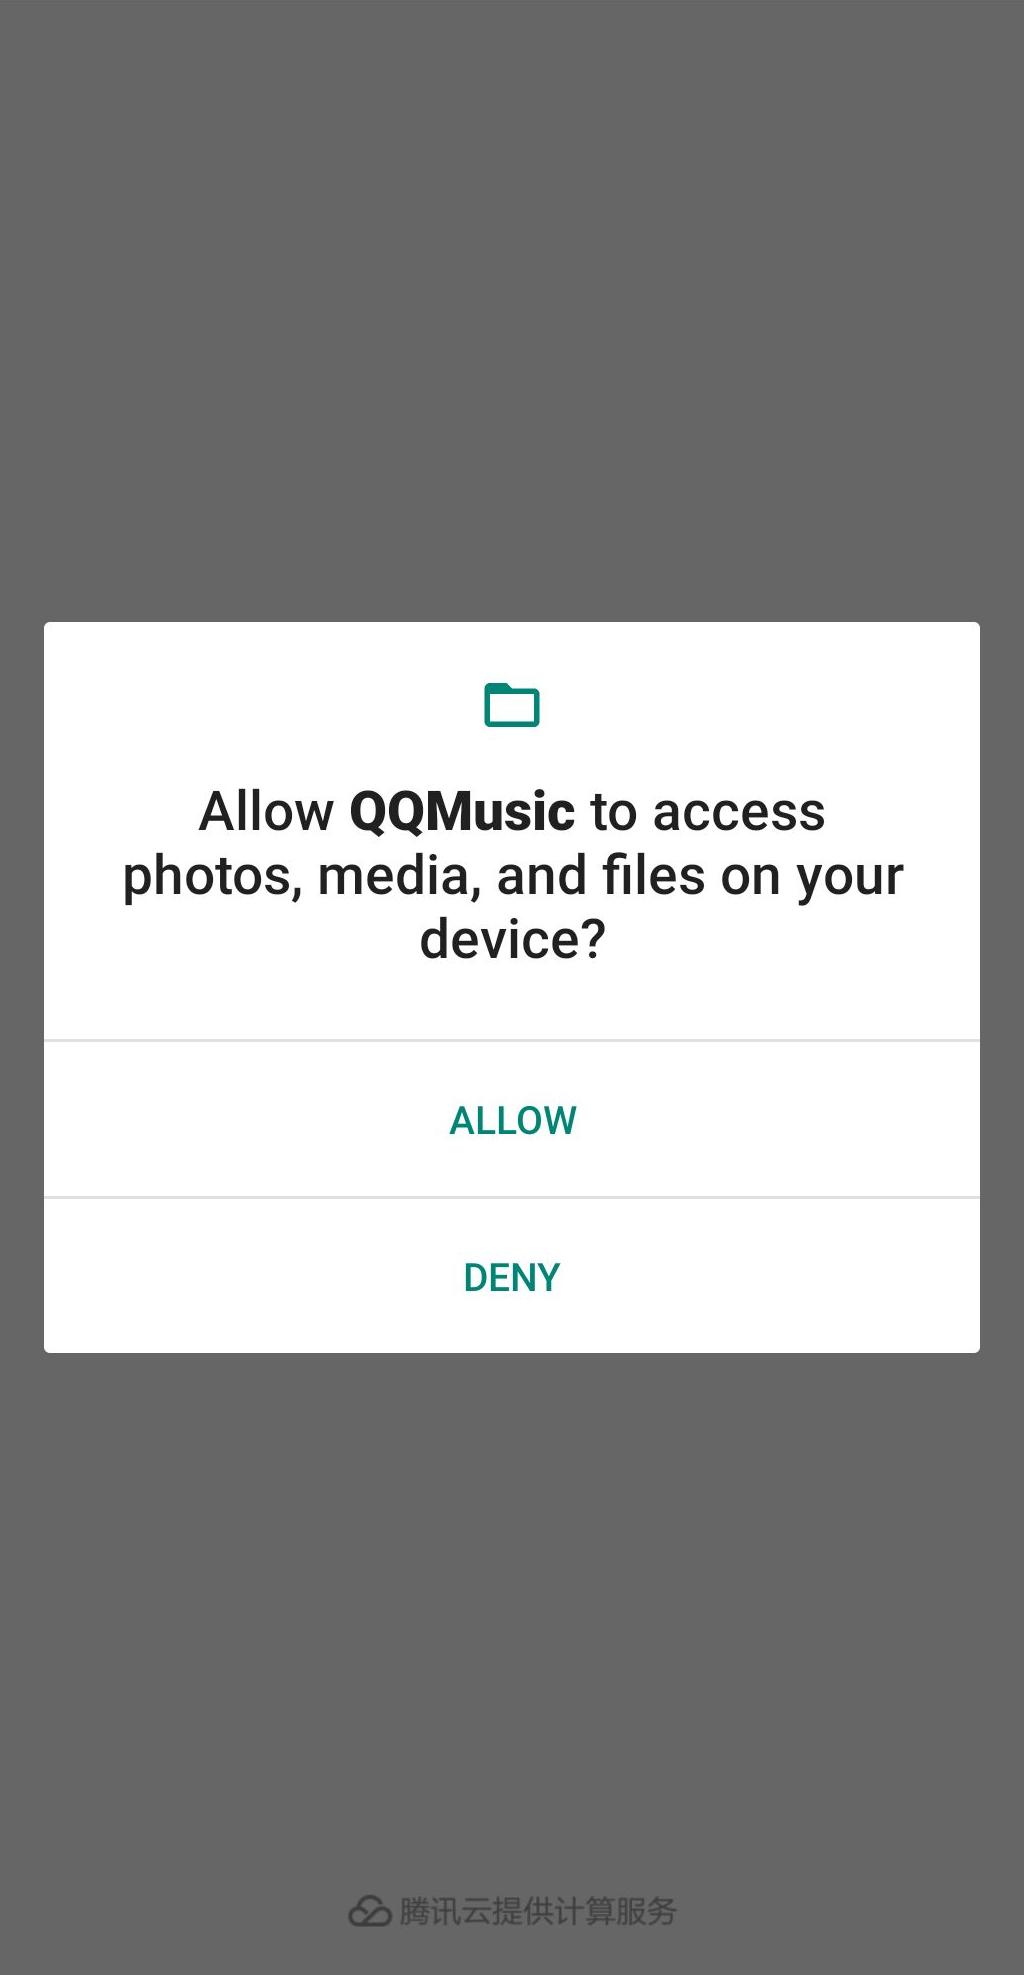 Allow QQMusic to access
photos, media, and files on your
device?
ALLOW
DENY
腾讯云提供计算服务